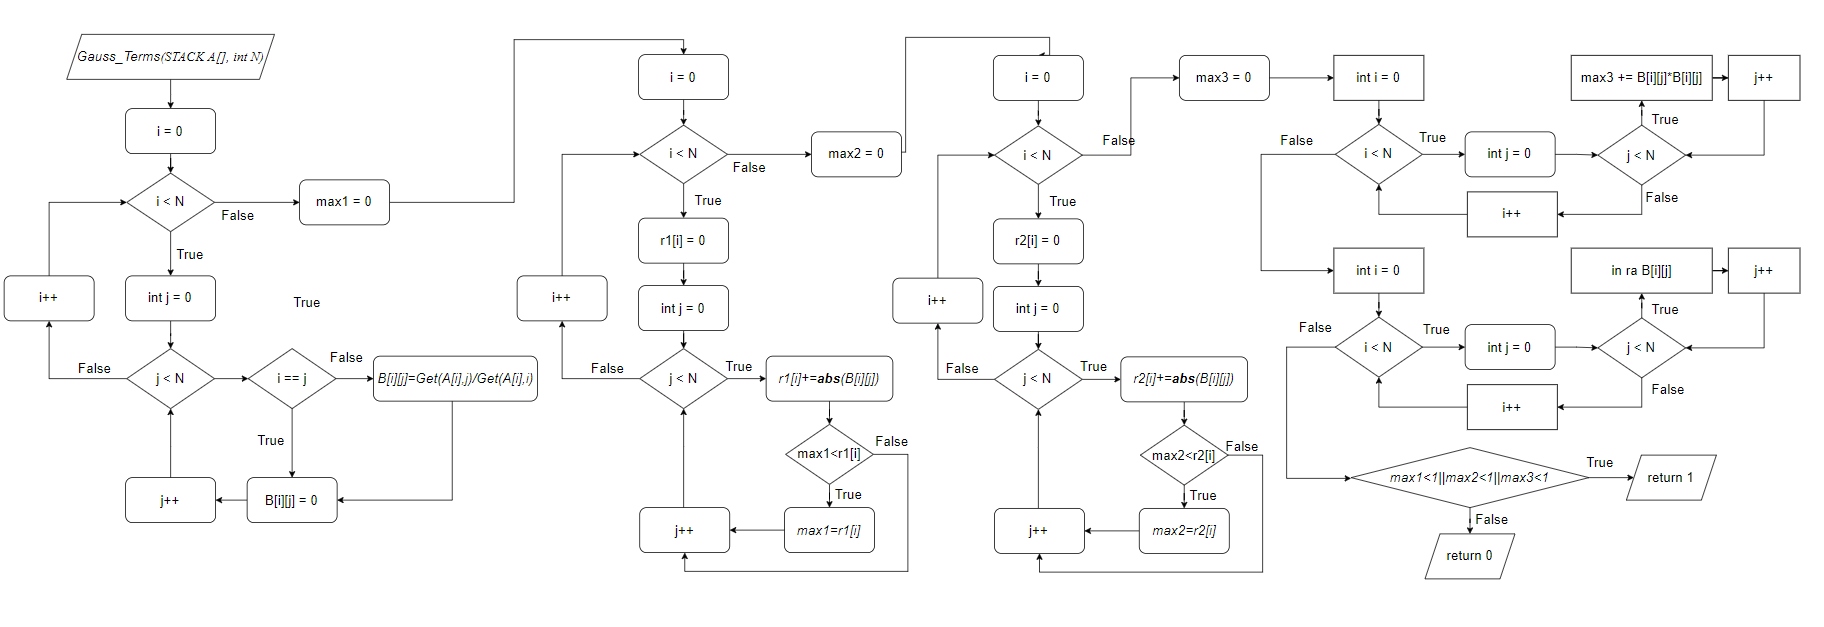 Gauss_Terms(STACK A[], int N)
i = 0
i < N
False
max1 = 0
True
i++
int j = 0
True
False
j < N
i == j
False
B[i][j]=Get(A[i],j)/Get(A[i],i)
True
j++
B[i][j] = 0
i = 0
i < N
False
max2 = 0
True
r1[i] = 0
i++
int j = 0
False
j < N
True
r1[i]+=abs(B[i][j])
max1<r1[i]
False
True
j++
max1=r1[i]
i = 0
i < N
False
max3 = 0
True
r2[i] = 0
i++
int j = 0
False
j < N
True
r2[i]+=abs(B[i][j])
max2<r2[i]
False
True
j++
max2=r2[i]
int i = 0
max3 += B[i][j]*B[i][j]
j++
False
i < N
True
int j = 0
True
j < N
False
i++
int i = 0
in ra B[i][j]
j++
False
i < N
True
int j = 0
True
j < N
False
i++
max1<1||max2<1||max3<1
True
return 1
False
return 0